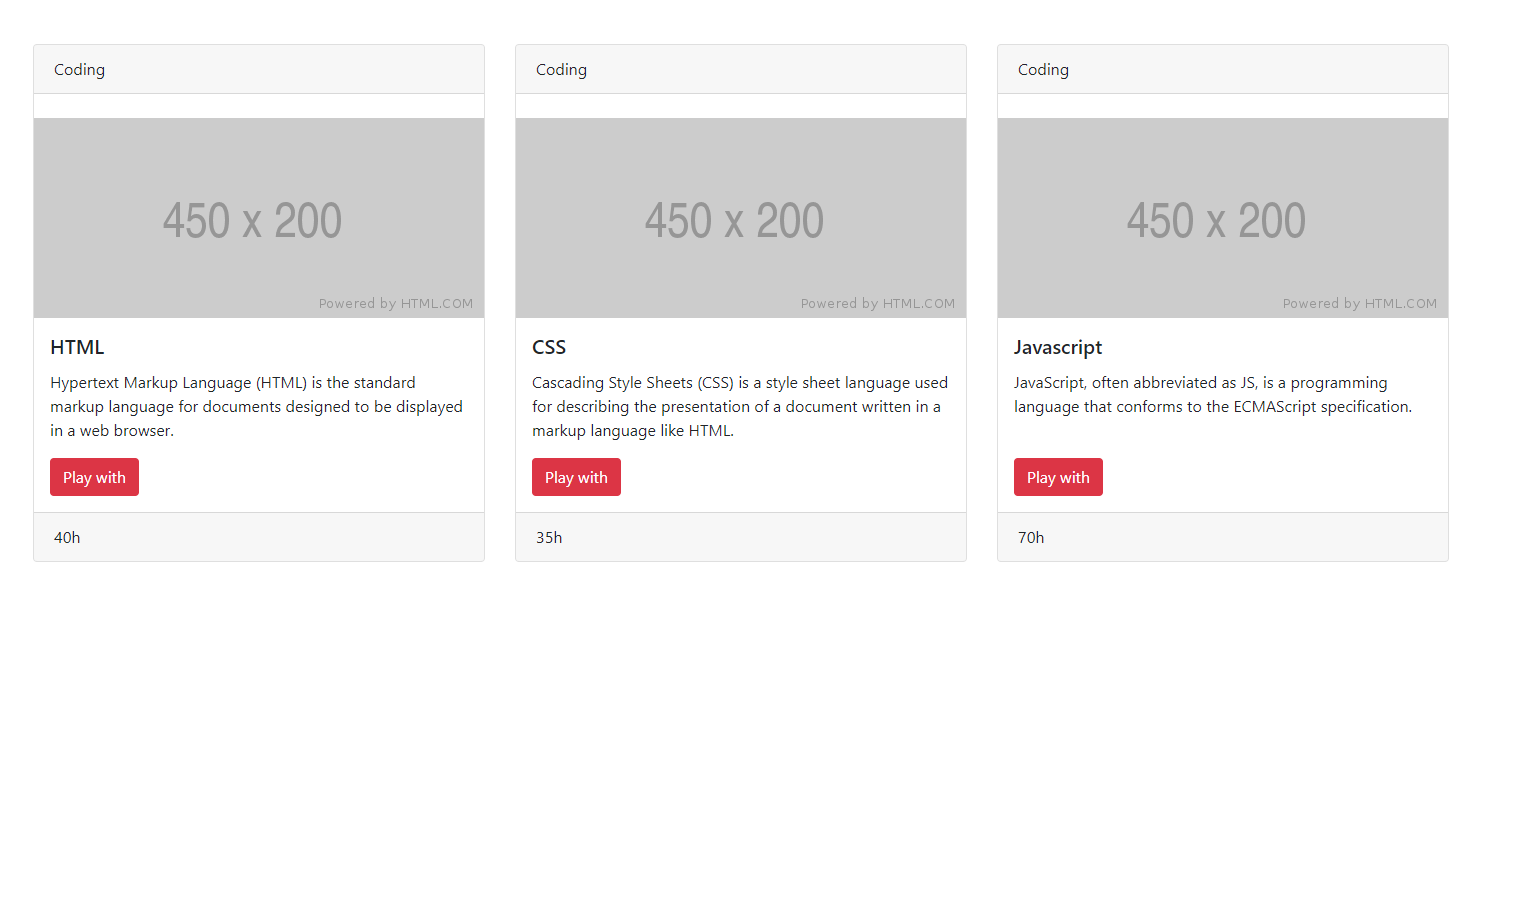 Coding
450 x 200
Powered by HTML.COM
HTML
Hypertext Markup Language (HTML) is the standard
markup language for documents designed to be displayed
in a web browser.
Play with
40h
Coding
450 x 200
Powered by HTML.COM
CSS
Cascading Style Sheets (CSS) is a style sheet language used
for describing the presentation of a document written in a
markup language like HTML.
Play with
35h
Coding
450 x 200
Powered by HTML.COM
Javascript
JavaScript, often abbreviated as JS, is a programming
language that conforms to the ECMAScript specification.
Play with
70h